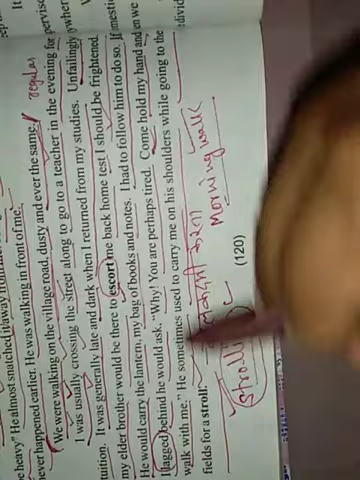 be heavy" He almost snatched it away from
never happened earlier. He was walking in front of me.
We were walking on the village road, dusty and ever the same. regular
I was usually crossing the street along to go to a teacher in the evening for
tuition. It was generally late and dark when I returned from my studies. Unfailingly
my elder brother would be there to escort me back home lest I should be frightened.
He would carry the lantern, my bag of books and notes. I had to follow him to do so. If
I lagged behind he would ask. "Why! You are perhaps tired. Come hold my hand and
walk with me." He sometimes used to carry me on his shoulders while going to the
fields for a stroll.
करना
Morning walk
(120)